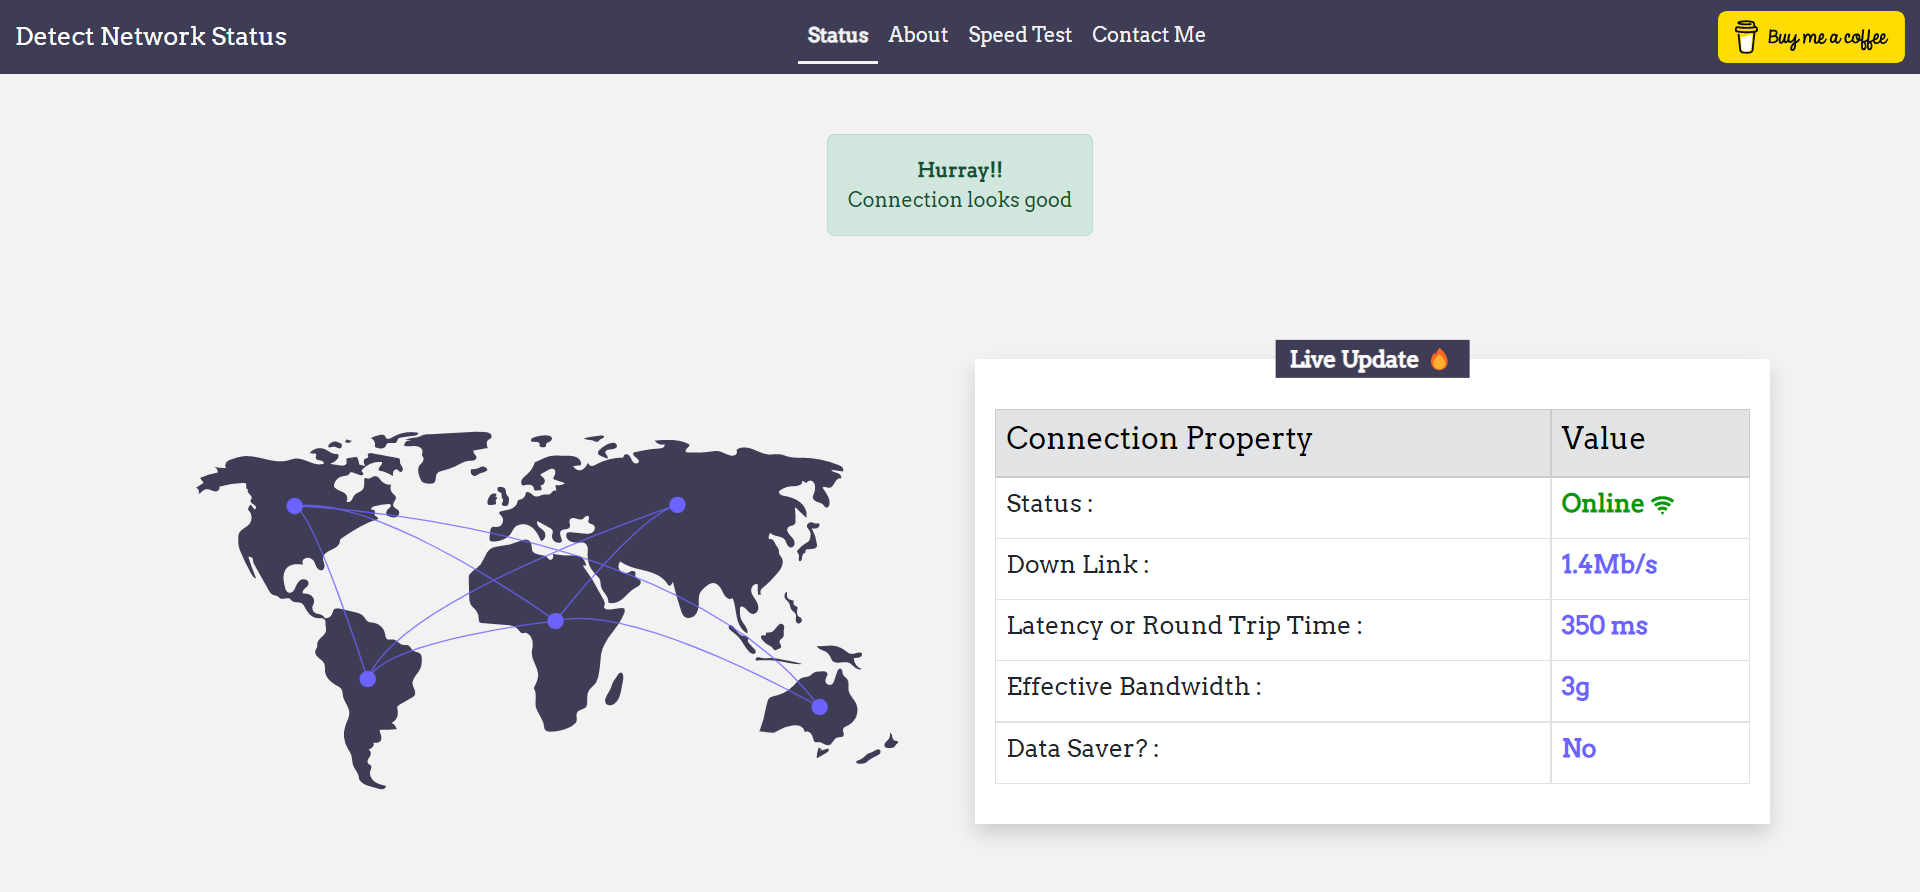 Detect Network Status
Status About Speed Test Contact Me
Buy me a coffee
Hurray!!
Connection looks good
Live Update
Connection Property Value
Status : Online
Down Link : 1.4Mb/s
Latency or Round Trip Time : 350 ms
Effective Bandwidth : 3g
Data Saver? : No